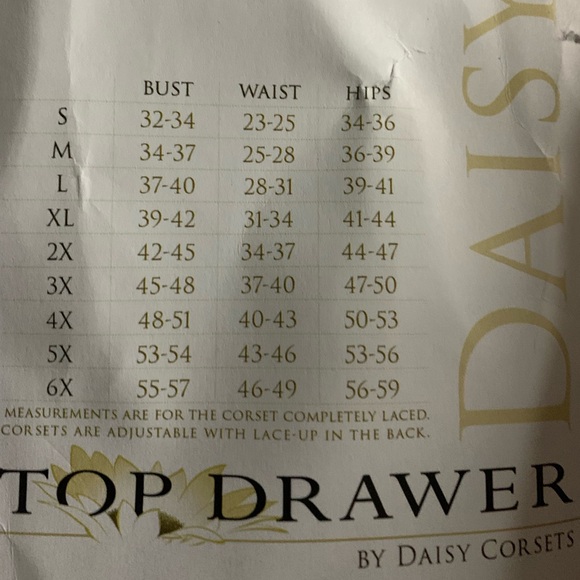 BUST WAIST HIPS
S 32-34 23-25 34-36
M 34-37 25-28 36-39
L 37-40 28-31 39-41
XL 39-42 31-34 41-44
2X 42-45 34-37 44-47
3X 45-48 37-40 47-50
4X 48-51 40-43 50-53
5X 53-54 43-46 53-56
6X 55-57 46-49 56-59
MEASUREMENTS ARE FOR THE CORSET COMPLETELY LACED.
CORSETS ARE ADJUSTABLE WITH LACE-UP IN THE BACK.
TOP DRAWER
BY DAISY CORSETS
DAISY